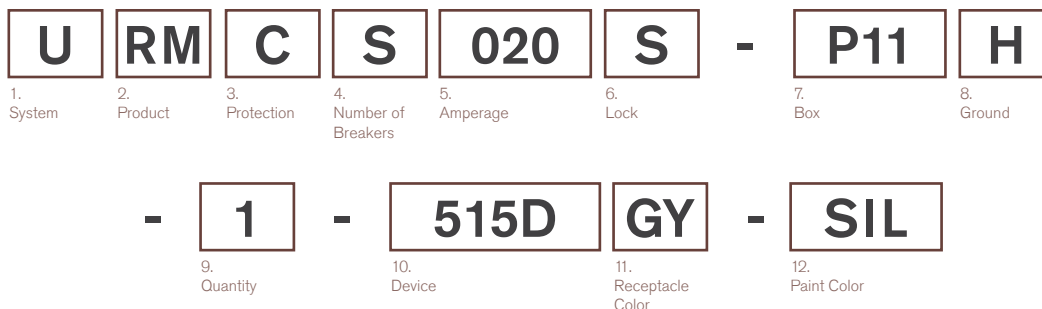 U RM C S 020 S - P11 H
1. 2. 3. 4. 5. 6. 7. 8.
System Product Protection Number of Amperage Lock Box Ground
Breakers
- 1 - 515D GY - SIL
9. 10. 11. 12.
Quantity Device Receptacle Paint Color
Color